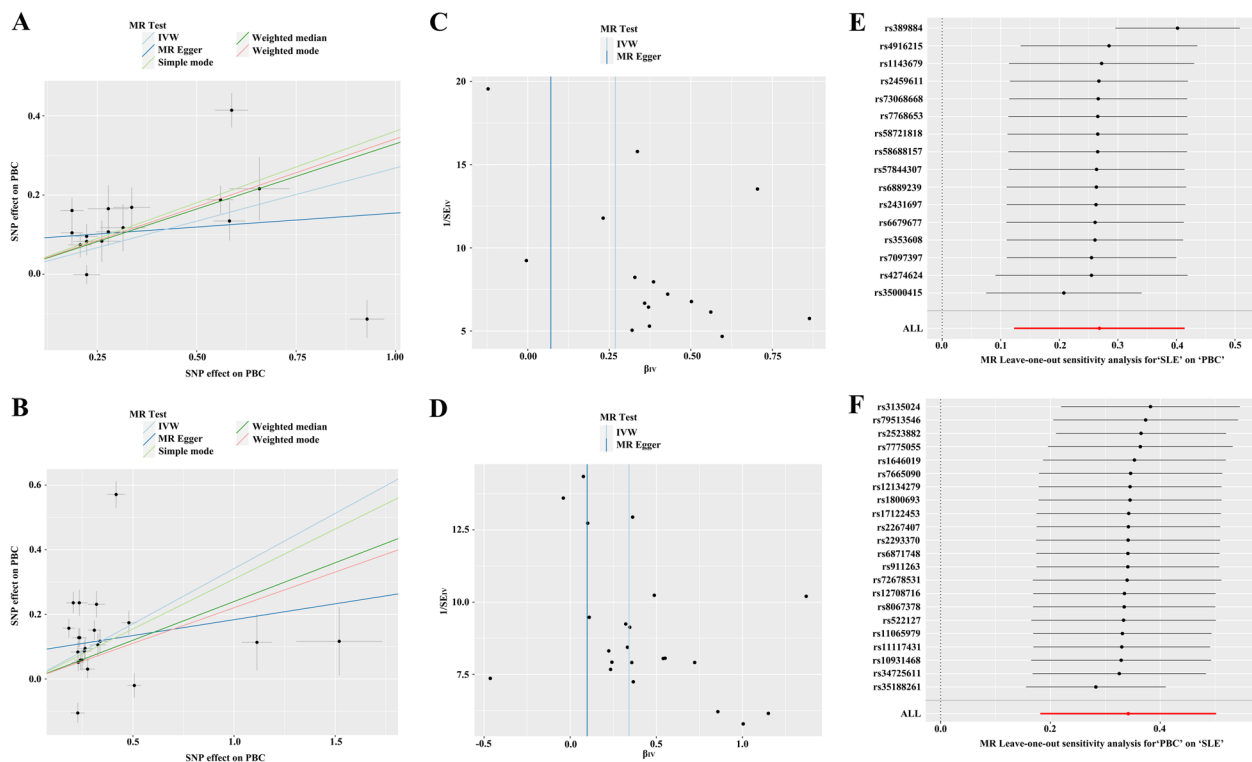 A
MR Test
IVW
MR Egger
Simple mode
Weighted median
Weighted mode
SNP effect on PBC
0.4
0.2
0.0
0.25
0.50
0.75
1.00
SNP effect on PBC
B
MR Test
IVW
MR Egger
Simple mode
Weighted median
Weighted mode
SNP effect on PBC
0.6
0.4
0.2
0.0
0.5
1.0
1.5
SNP effect on PBC
C
MR Test
IVW
MR Egger
1/SEIV
20
15
10
5
0.00
0.25
0.50
0.75
βIV
D
MR Test
IVW
MR Egger
1/SEIV
12.5
10.0
7.5
-0.5
0.0
0.5
1.0
βIV
E
rs389884
rs4916215
rs1143679
rs2459611
rs73068668
rs7768653
rs58721818
rs58688157
rs57844307
rs6889239
rs2431697
rs6679677
rs353608
rs7097397
rs4274624
rs35000415
ALL
0.0
0.1
0.2
0.3
0.4
0.5
MR Leave-one-out sensitivity analysis for'SLE' on 'PBC'
F
rs3135024
rs79513546
rs2523882
rs7775055
rs1646019
rs7665090
rs12134279
rs1800693
rs17122453
rs2267407
rs2293370
rs6871748
rs911263
rs72678531
rs12708716
rs8067378
rs522127
rs11065979
rs11117431
rs10931468
rs34725611
rs35188261
ALL
0.0
0.4
MR Leave-one-out sensitivity analysis for'PBC' on 'SLE'